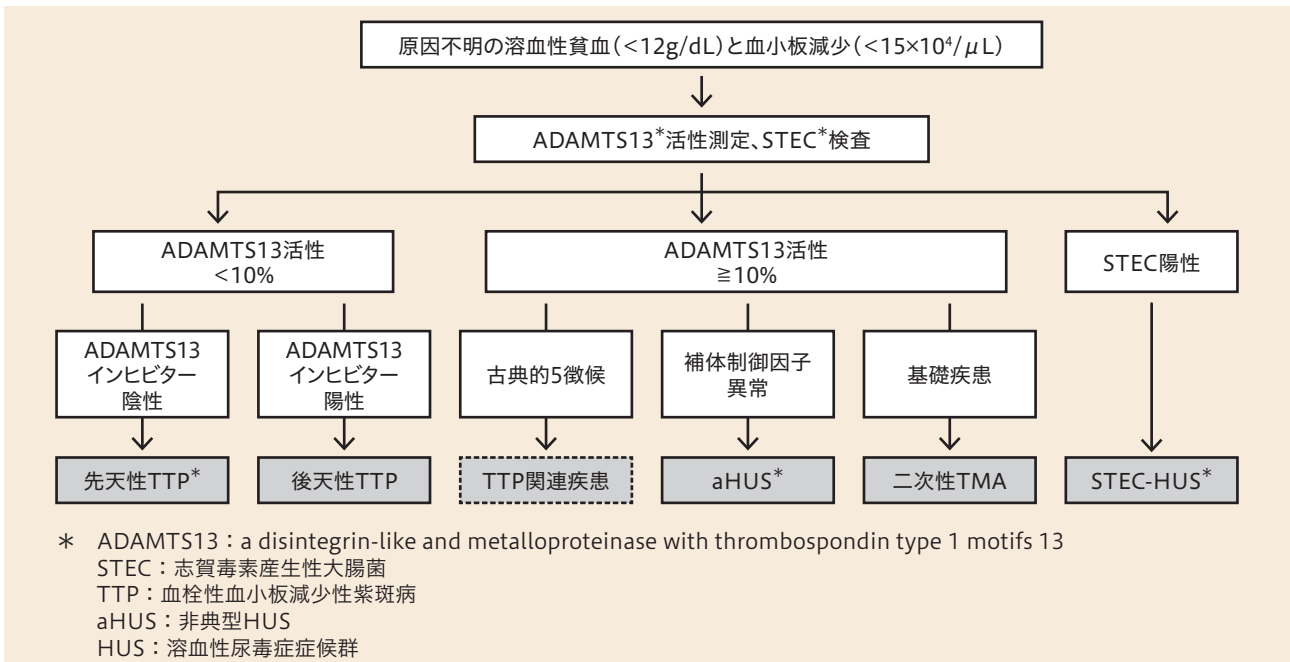 原因不明の溶血性貧血(<12g/dL)と血小板減少(<15×10⁴/μL)
ADAMTS13*活性測定、STEC*検査
ADAMTS13活性
<10%
ADAMTS13活性
≧10%
STEC陽性
ADAMTS13
インヒビター
陰性
ADAMTS13
インヒビター
陽性
古典的5徴候
補体制御因子
異常
基礎疾患
先天性TTP*
後天性TTP
TTP関連疾患
aHUS*
二次性TMA
STEC-HUS*
* ADAMTS13:a disintegrin-like and metalloproteinase with thrombospondin type 1 motifs 13
STEC:志賀毒素産生性大腸菌
TTP:血栓性血小板減少性紫斑病
aHUS:非典型HUS
HUS:溶血性尿毒症症候群